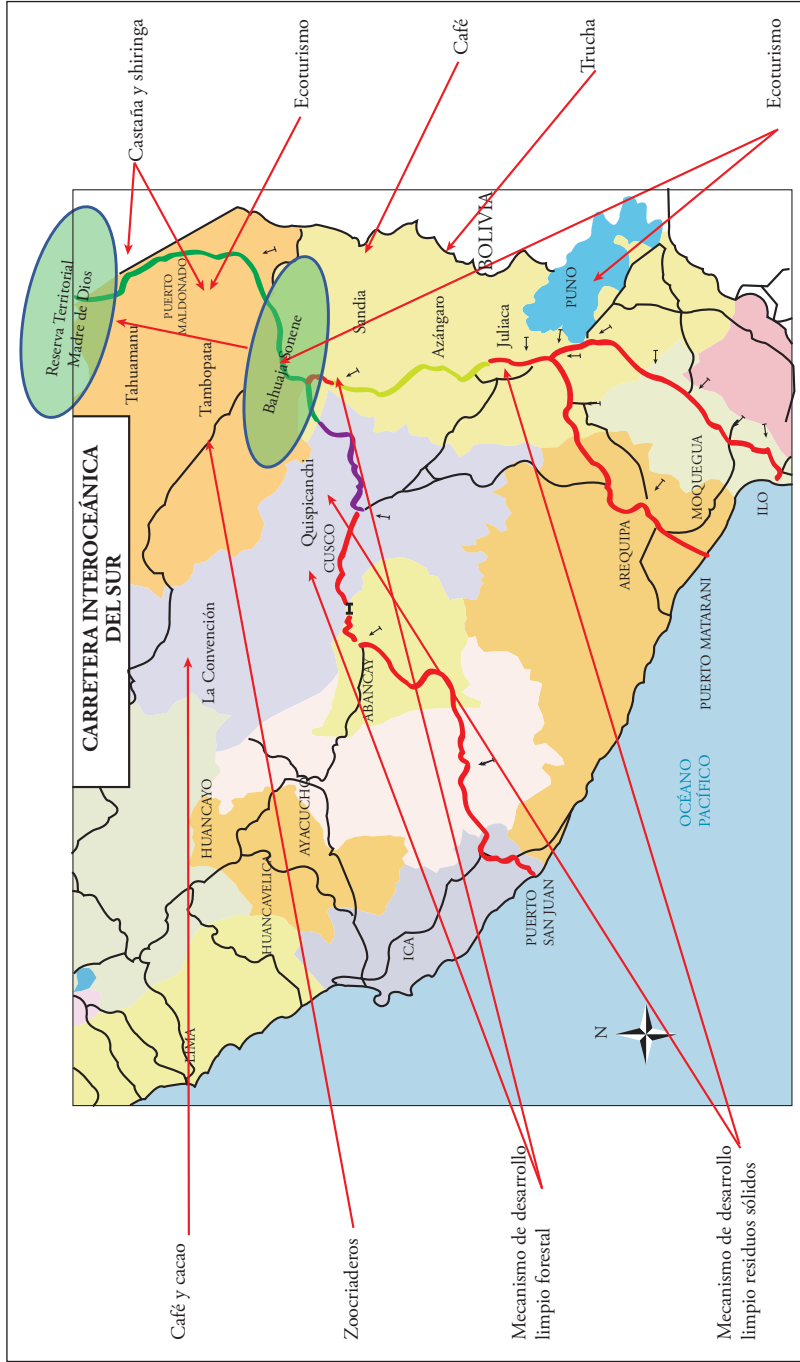 CARRETERA INTEROCEÁNICA
DEL SUR
Café y cacao
Zoocriaderos
Mecanismo de desarrollo
limpio forestal
Mecanismo de desarrollo
limpio residuos sólidos
Castaña y shiringa
Ecoturismo
Café
Trucha
Ecoturismo
Reserva Territorial
Madre de Dios
Tahuamanu
PUERTO
MALDONADO
Tambopata
Bahuaja Sonene
Sandia
BOLIVIA
Azángaro
Juliaca
PUNO
La Convención
Quispicanchi
CUSCO
HUANCAYO
ABANCAY
AYACUCHO
HUANCAVELICA
LIMA
ICA
AREQUIPA
MOQUEGUA
ILO
PUERTO
SAN JUAN
PUERTO MATARANI
OCÉANO
PACÍFICO
N